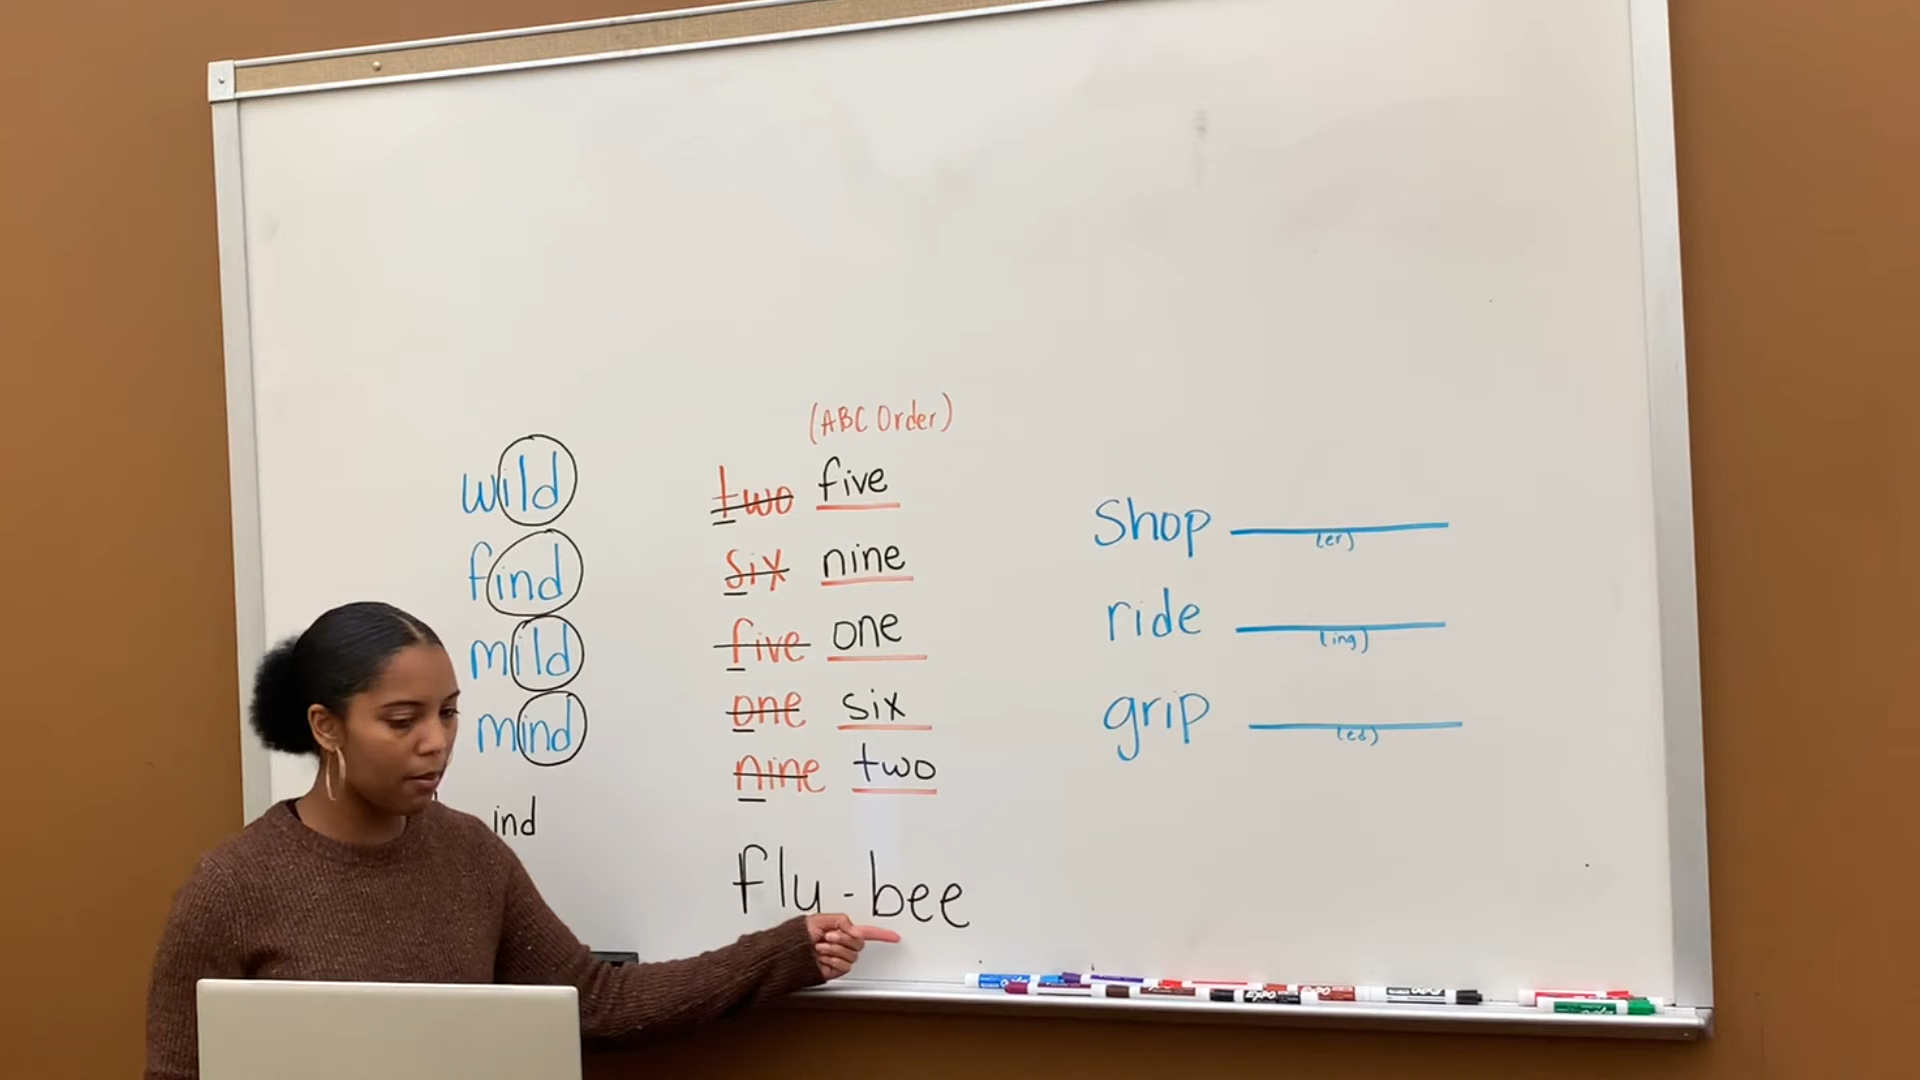 wild
find
mild
mind
ind
(ABC Order)
two five
six nine
five one
one six
nine two
fly-bee
Shop
(er)
ride
(ing)
grip
(ed)
EXPO